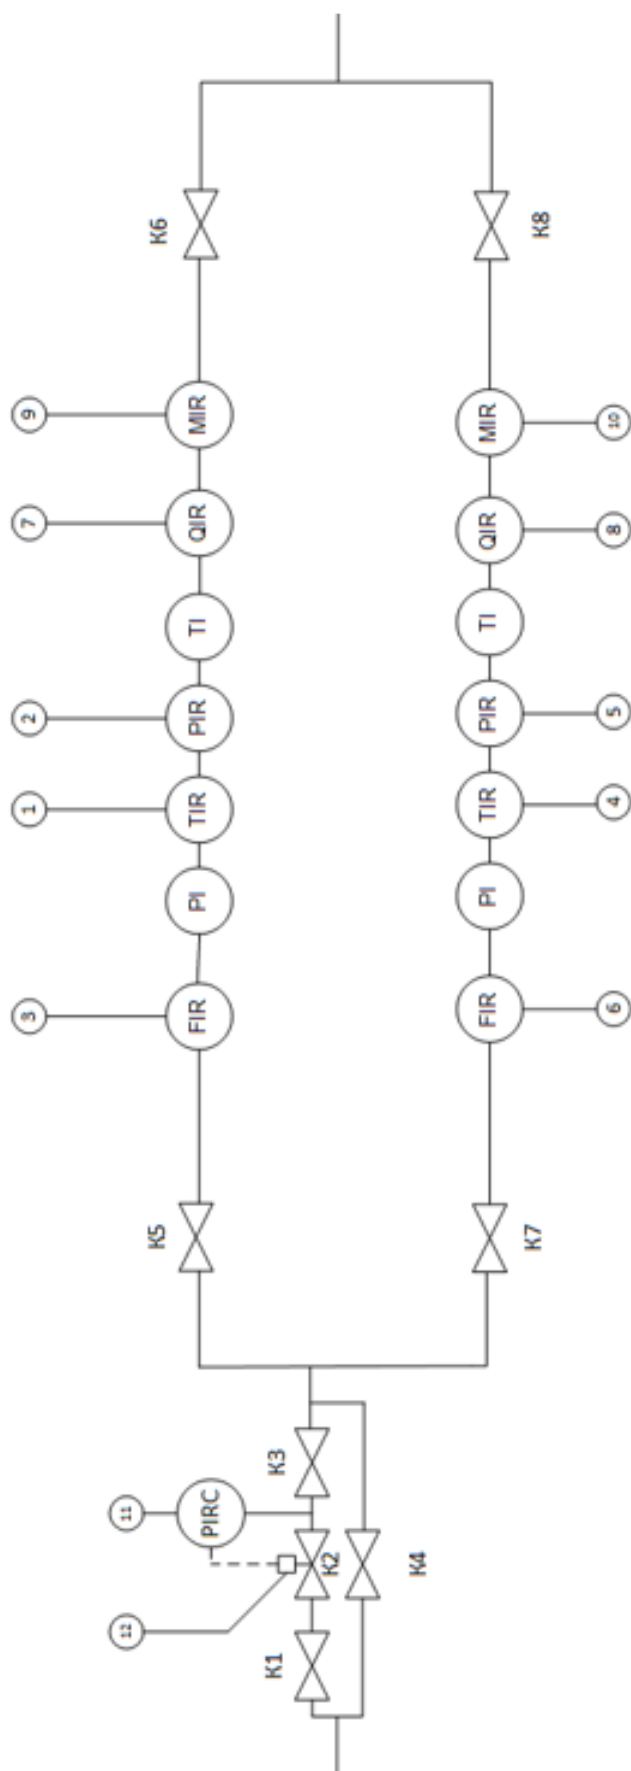 3 1 2 7 9
12 11
K5 K6
PIRC FIR PI TIR PIR TI QIR MIR
K1 K3
K2
K4
FIR PI TIR PIR TI QIR MIR
K7 K8
6 4 5 8 10